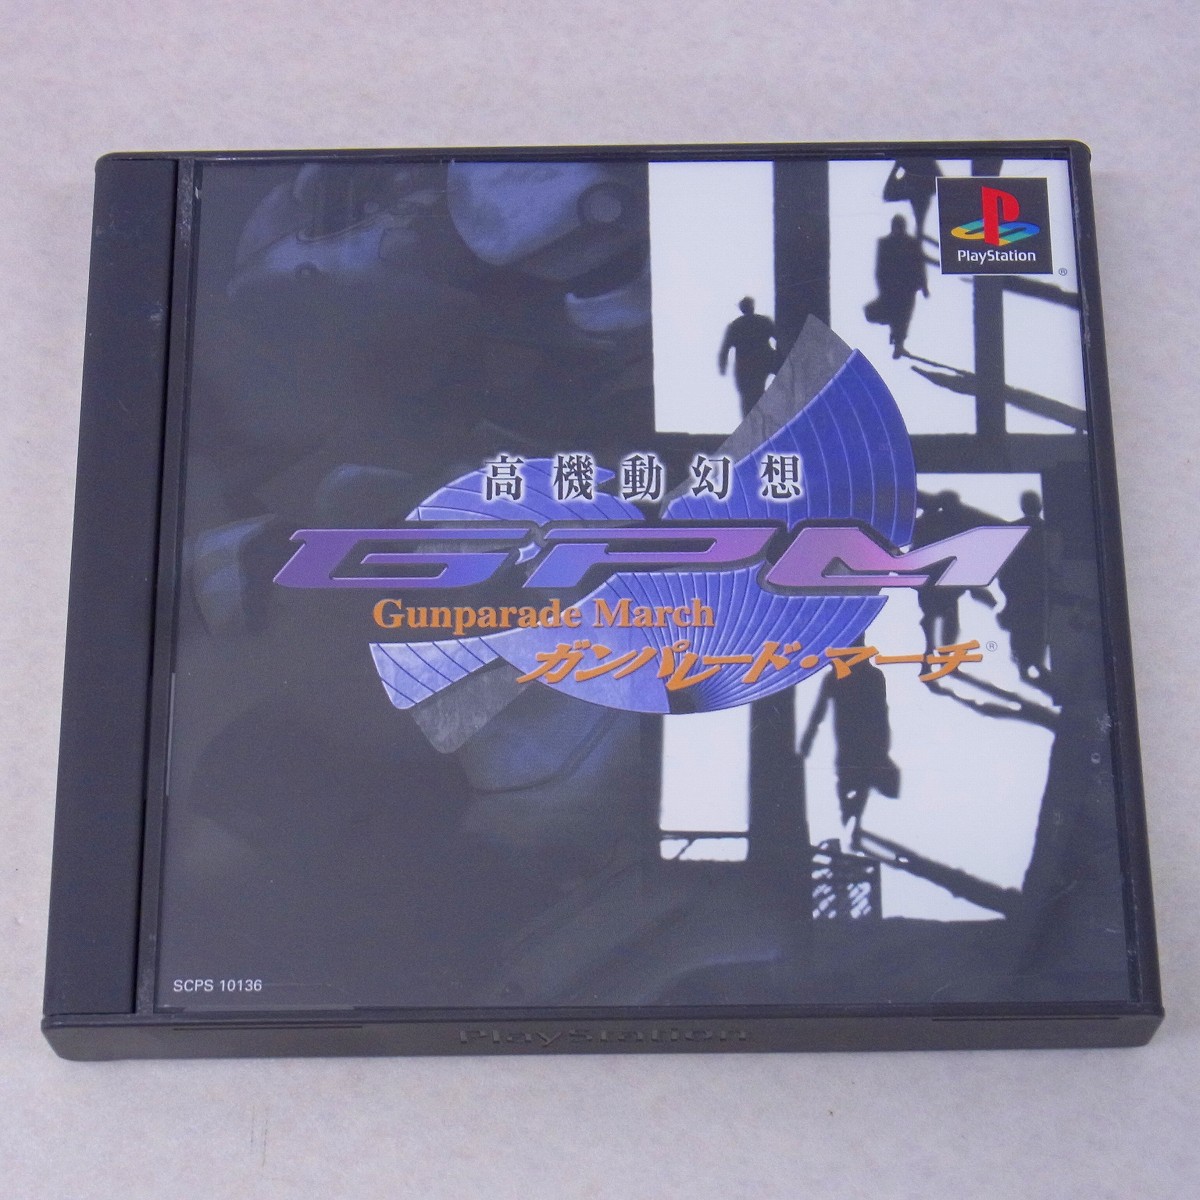 PlayStation
®
高機動幻想
GPM
Gunparade March
ガンパレード・マーチ®
SCPS 10136
PlayStation